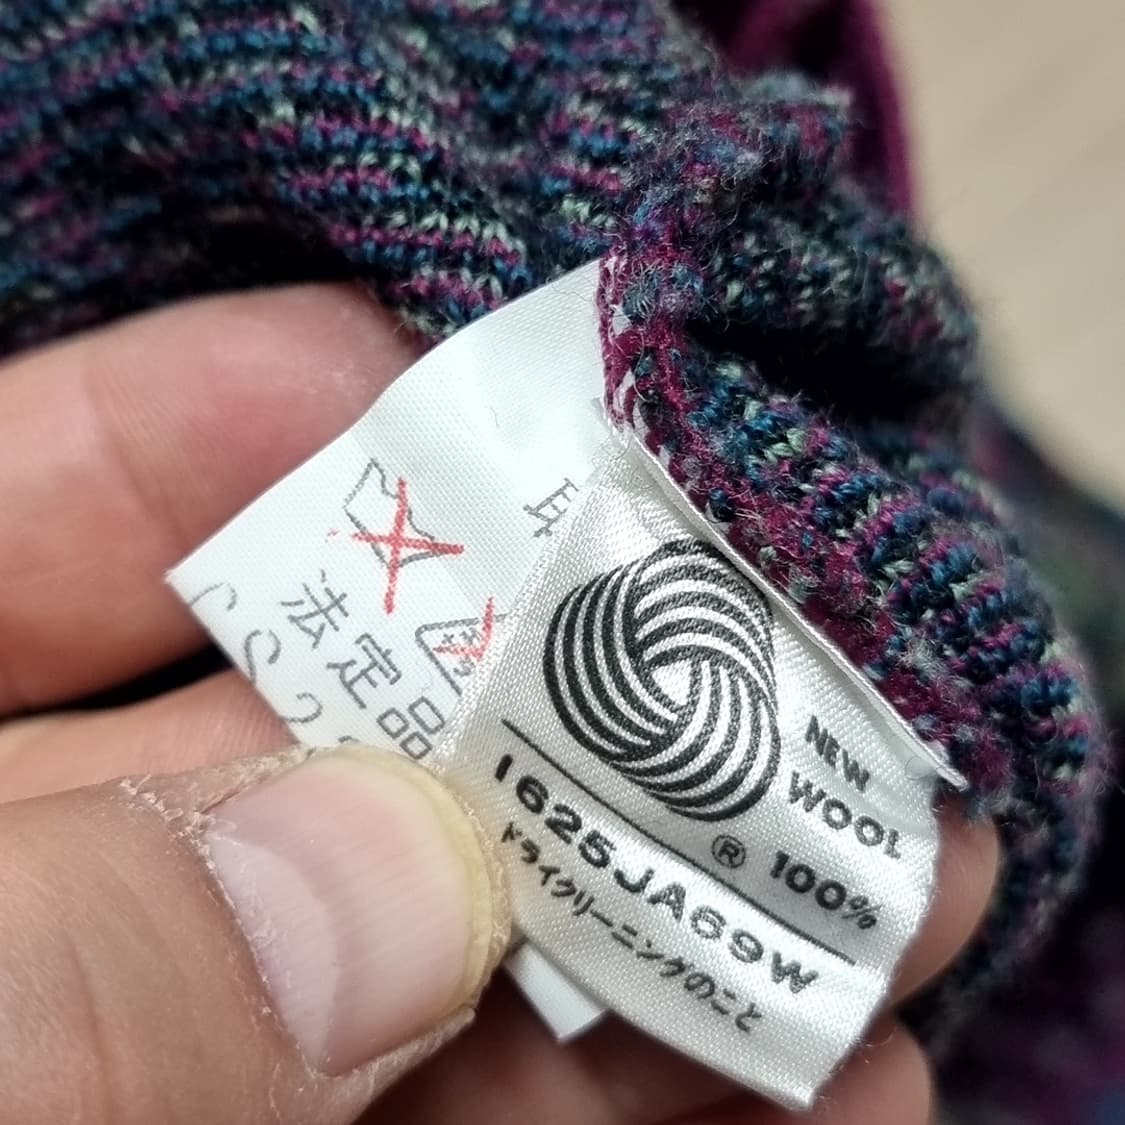 NEW
WOOL
® 100%
1625JA69W
ドライクリーニングのこと
法定品